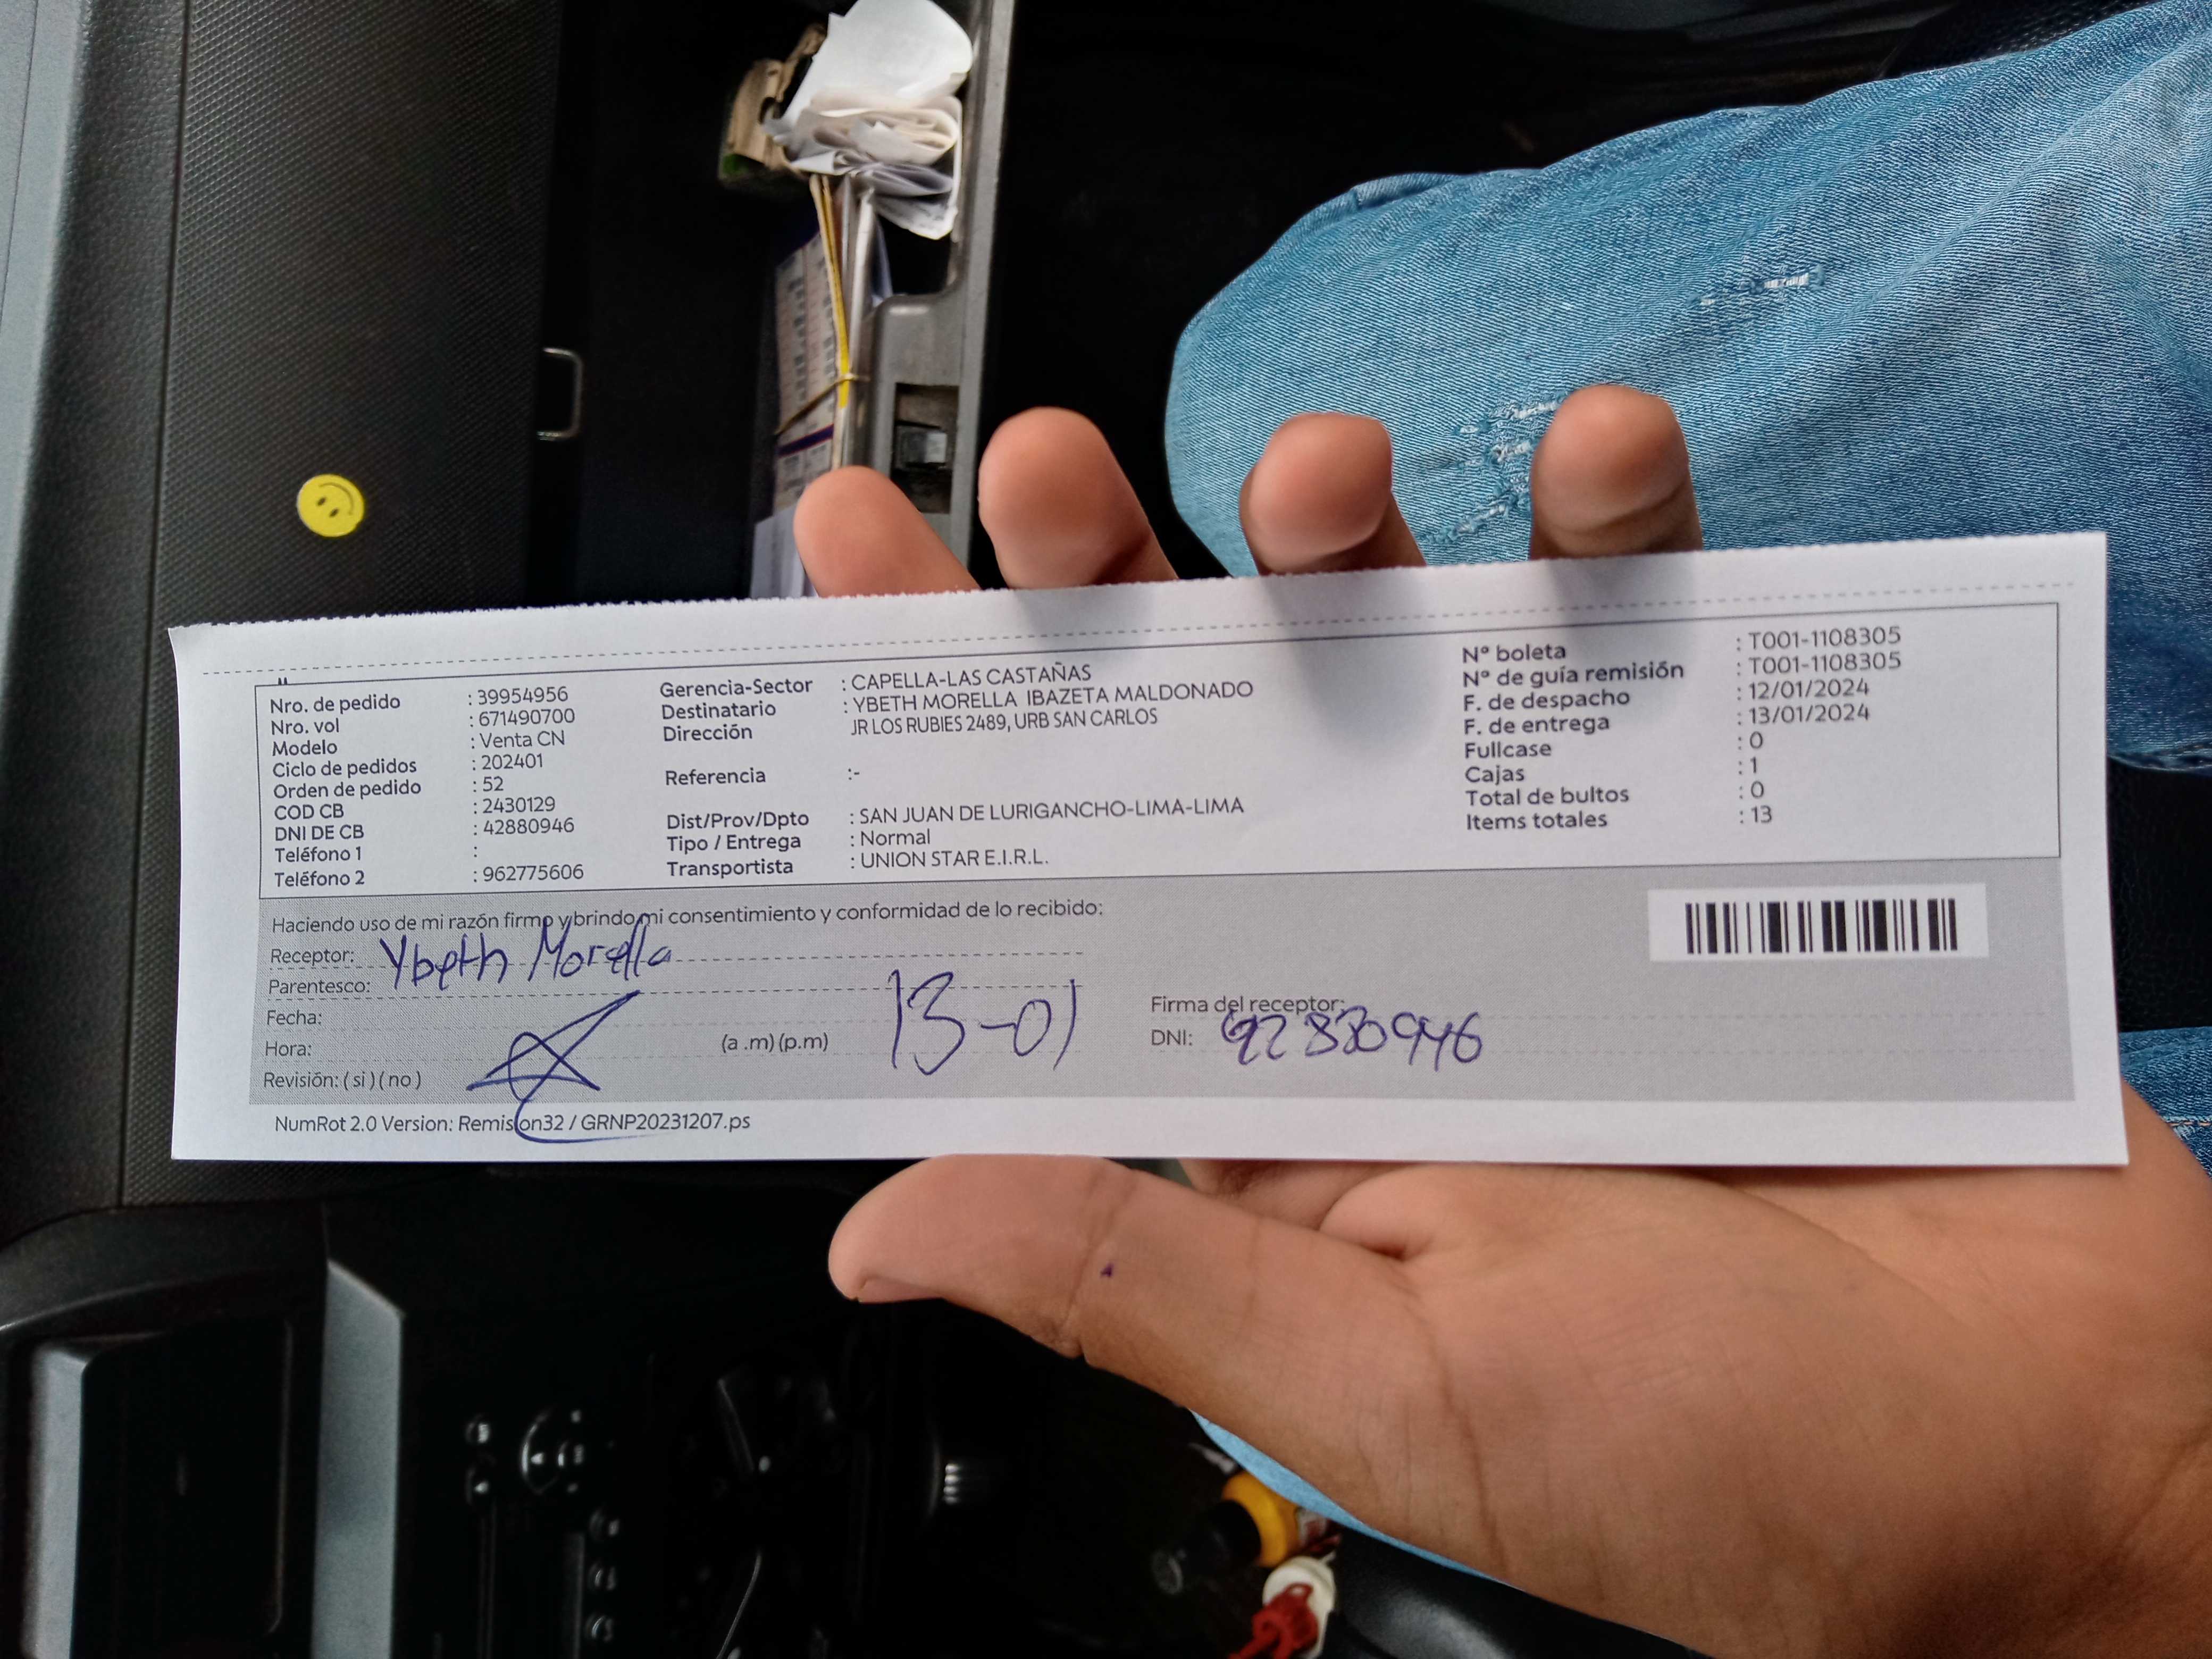 Nro. de pedido : 39954956
Nro. vol : 671490700
Modelo : Venta CN
Ciclo de pedidos : 202401
Orden de pedido : 52
COD CB : 2430129
DNI DE CB : 42880946
Teléfono 1 :
Teléfono 2 : 962775606
Gerencia-Sector : CAPELLA-LAS CASTAÑAS
Destinatario : YBETH MORELLA IBAZETA MALDONADO
Dirección JR LOS RUBIES 2489, URB SAN CARLOS
Referencia :-
Dist/Prov/Dpto : SAN JUAN DE LURIGANCHO-LIMA-LIMA
Tipo / Entrega : Normal
Transportista : UNION STAR E.I.R.L.
Nº boleta : T001-1108305
Nº de guía remisión : T001-1108305
F. de despacho : 12/01/2024
F. de entrega : 13/01/2024
Fullcase : 0
Cajas : 1
Total de bultos : 0
Items totales : 13
Haciendo uso de mi razón firmo y brindo mi consentimiento y conformidad de lo recibido:
Receptor: Ybeth Morella
Parentesco:
Fecha:
Hora: (a .m) (p.m) 13-01
Revisión: ( si ) ( no )
Firma del receptor:
DNI: 42880946
NumRot 2.0 Version: Remision32 / GRNP20231207.ps